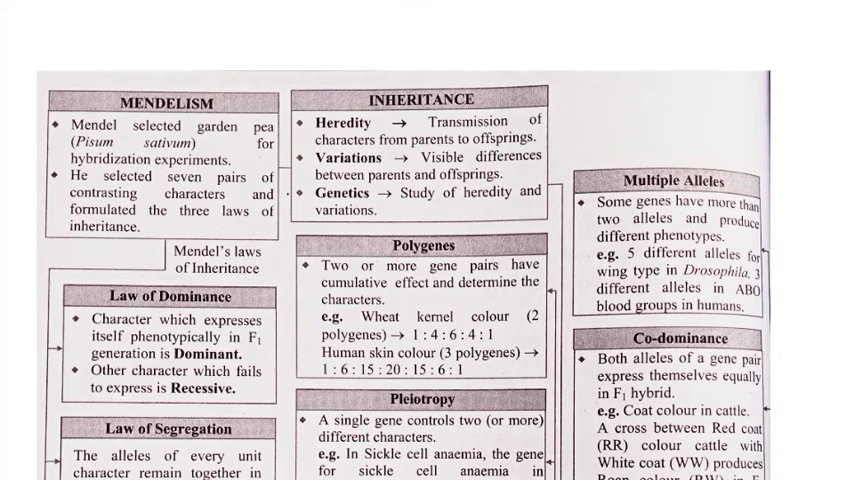 MENDELISM
Mendel selected garden pea
(Pisum sativum) for
hybridization experiments.
He selected seven pairs of
contrasting characters and
formulated the three laws of
inheritance.
INHERITANCE
Heredity → Transmission of
characters from parents to offsprings.
Variations → Visible differences
between parents and offsprings.
Genetics → Study of heredity and
variations.
Mendel's laws
of Inheritance
Law of Dominance
Character which expresses
itself phenotypically in F₁
generation is Dominant.
Other character which fails
to express is Recessive.
Law of Segregation
The alleles of every unit
character remain together in
Polygenes
Two or more gene pairs have
cumulative effect and determine the
characters.
e.g. Wheat kernel colour (2
polygenes) → 1 : 4 : 6 : 4 : 1
Human skin colour (3 polygenes) →
1 : 6 : 15 : 20 : 15 : 6 : 1
Pleiotropy
A single gene controls two (or more)
different characters.
e.g. In Sickle cell anaemia, the gene
for sickle cell anaemia in
Multiple Alleles
Some genes have more than
two alleles and produce
different phenotypes.
e.g. 5 different alleles for
wing type in Drosophila, 3
different alleles in ABO
blood groups in humans.
Co-dominance
Both alleles of a gene pair
express themselves equally
in F₁ hybrid.
e.g. Coat colour in cattle.
A cross between Red coat
(RR) colour cattle with
White coat (WW) produces